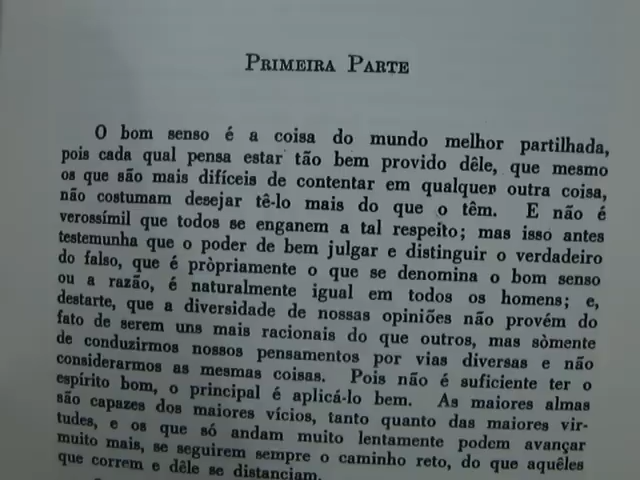 PRIMEIRA PARTE
O bom senso é a coisa do mundo melhor partilhada,
pois cada qual pensa estar tão bem provido dêle, que mesmo
os que são mais difíceis de contentar em qualquer outra coisa,
não costumam desejar tê-lo mais do que o têm. E não é
verossímil que todos se enganem a tal respeito; mas isso antes
testemunha que o poder de bem julgar e distinguir o verdadeiro
do falso, que é pròpriamente o que se denomina o bom senso
ou a razão, é naturalmente igual em todos os homens; e,
destarte, que a diversidade de nossas opiniões não provém do
fato de serem uns mais racionais do que outros, mas sòmente
de conduzirmos nossos pensamentos por vias diversas e não
considerarmos as mesmas coisas. Pois não é suficiente ter o
espírito bom, o principal é aplicá-lo bem. As maiores almas
são capazes dos maiores vícios, tanto quanto das maiores vir-
tudes, e os que só andam muito lentamente podem avançar
muito mais, se seguirem sempre o caminho reto, do que aquêles
que correm e dêle se distanciam.